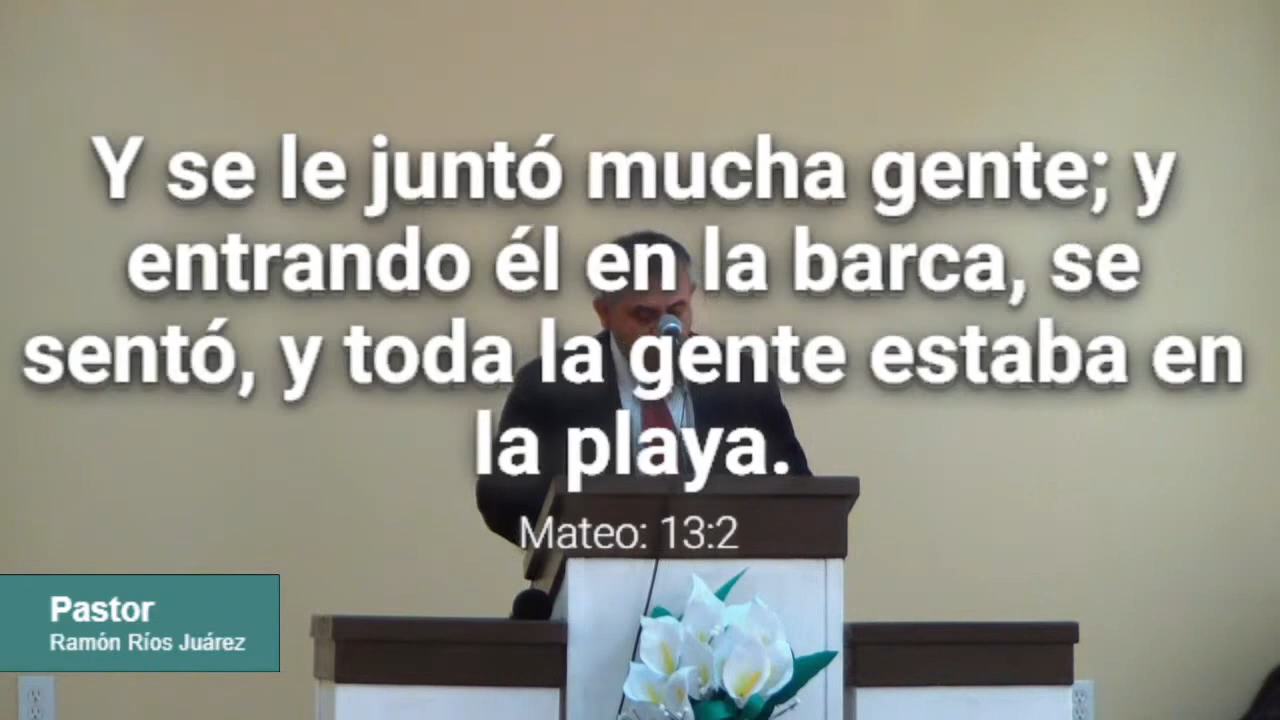 Y se le juntó mucha gente; y
entrando él en la barca, se
sentó, y toda la gente estaba en
la playa.
Mateo: 13:2
Pastor
Ramón Ríos Juárez